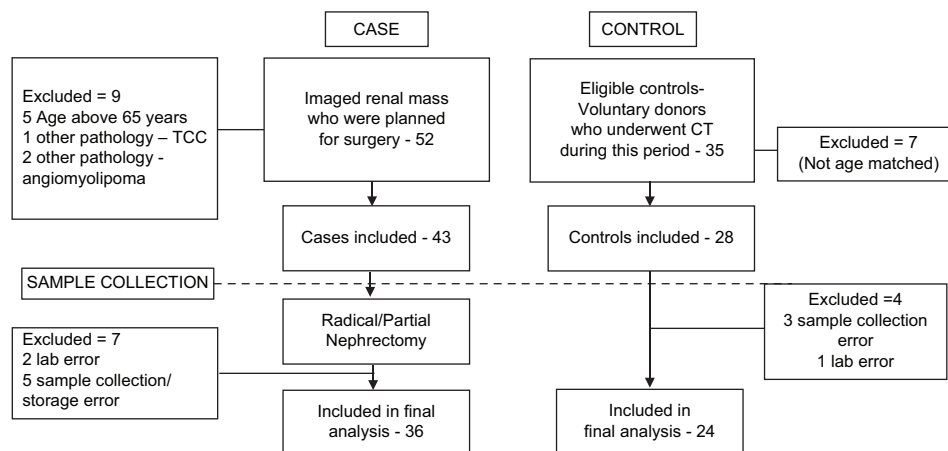 CASE
CONTROL
Excluded = 9
5 Age above 65 years
1 other pathology – TCC
2 other pathology -
angiomyolipoma
Imaged renal mass
who were planned
for surgery - 52
Eligible controls-
Voluntary donors
who underwent CT
during this period - 35
Excluded = 7
(Not age matched)
Cases included - 43
Controls included - 28
SAMPLE COLLECTION
Radical/Partial
Nephrectomy
Excluded =4
3 sample collection
error
1 lab error
Excluded = 7
2 lab error
5 sample collection/
storage error
Included in final
analysis - 36
Included in
final analysis - 24